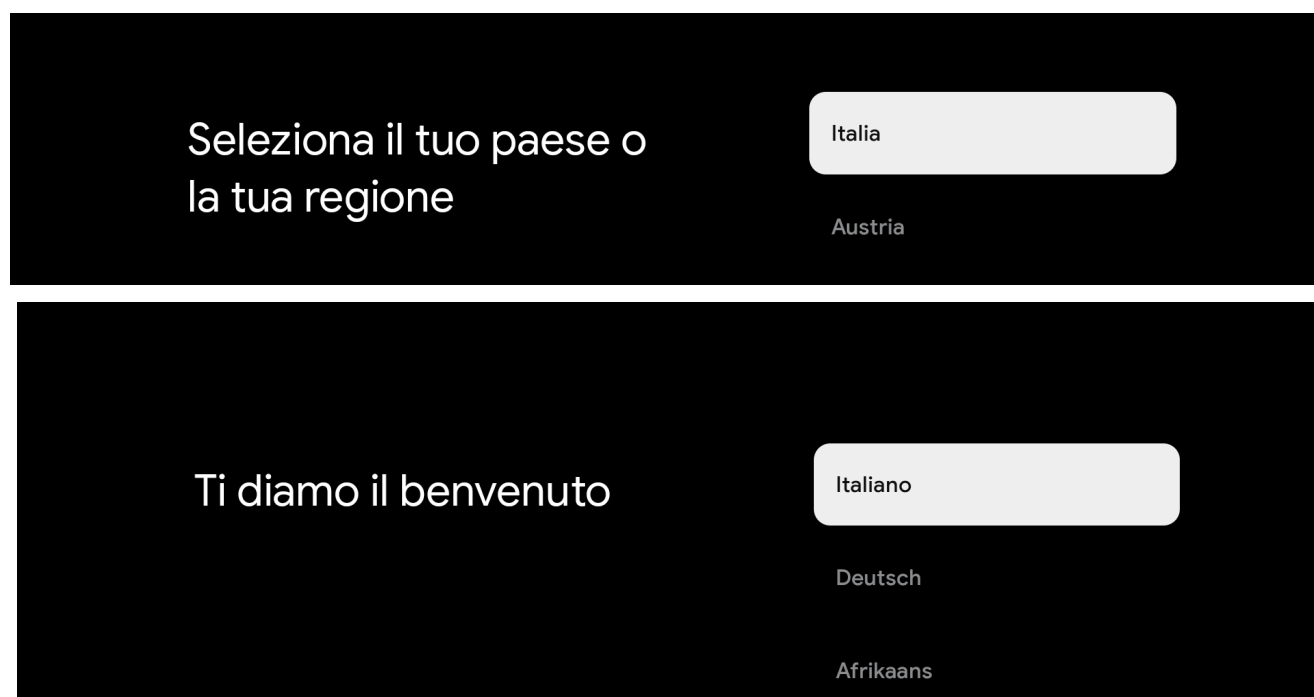 Seleziona il tuo paese o
la tua regione
Italia
Austria
Ti diamo il benvenuto
Italiano
Deutsch
Afrikaans